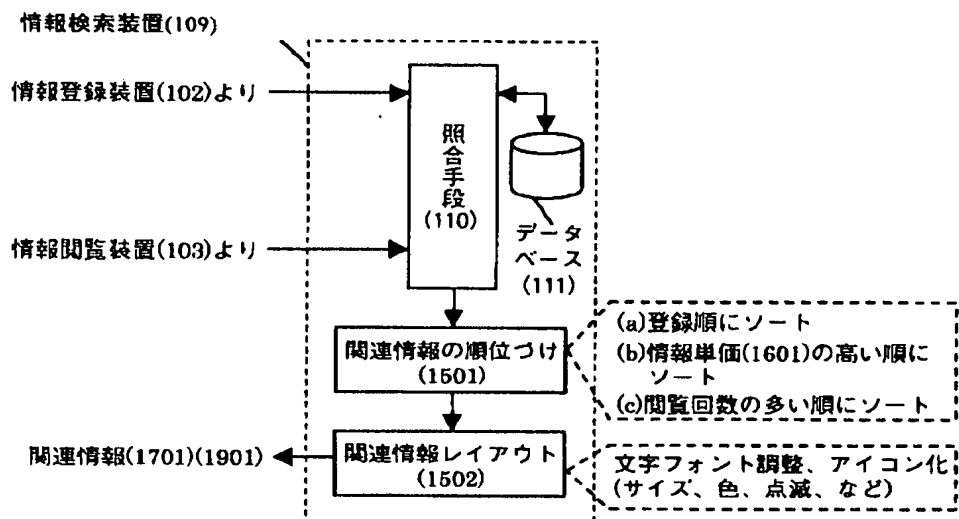 情報検索装置(109)
情報登録装置(102)より
照合手段
(110)
データ
ベース
(111)
情報閲覧装置(103)より
関連情報の順位づけ
(1501)
(a)登録順にソート
(b)情報単価(1601)の高い順に
ソート
(c)閲覧回数の多い順にソート
関連情報(1701)(1901)
関連情報レイアウト
(1502)
文字フォント調整、アイコン化
(サイズ、色、点滅、など)